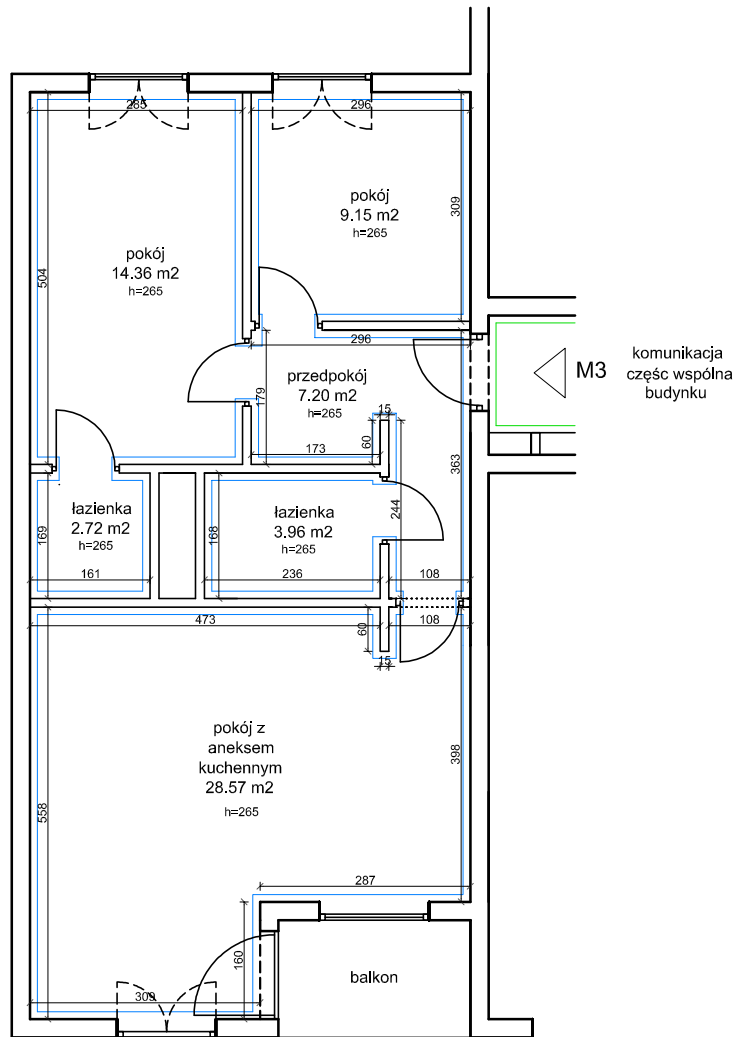 285
296
pokój
9.15 m2
h=265
309
pokój
14.36 m2
h=265
504
296
przedpokój
7.20 m2
h=265
179
15
60
173
363
M3
komunikacja
częśc wspólna
budynku
łazienka
2.72 m2
h=265
169
161
łazienka
3.96 m2
h=265
168
236
244
108
473
108
60
15
pokój z
aneksem
kuchennym
28.57 m2
h=265
558
398
287
160
309
balkon